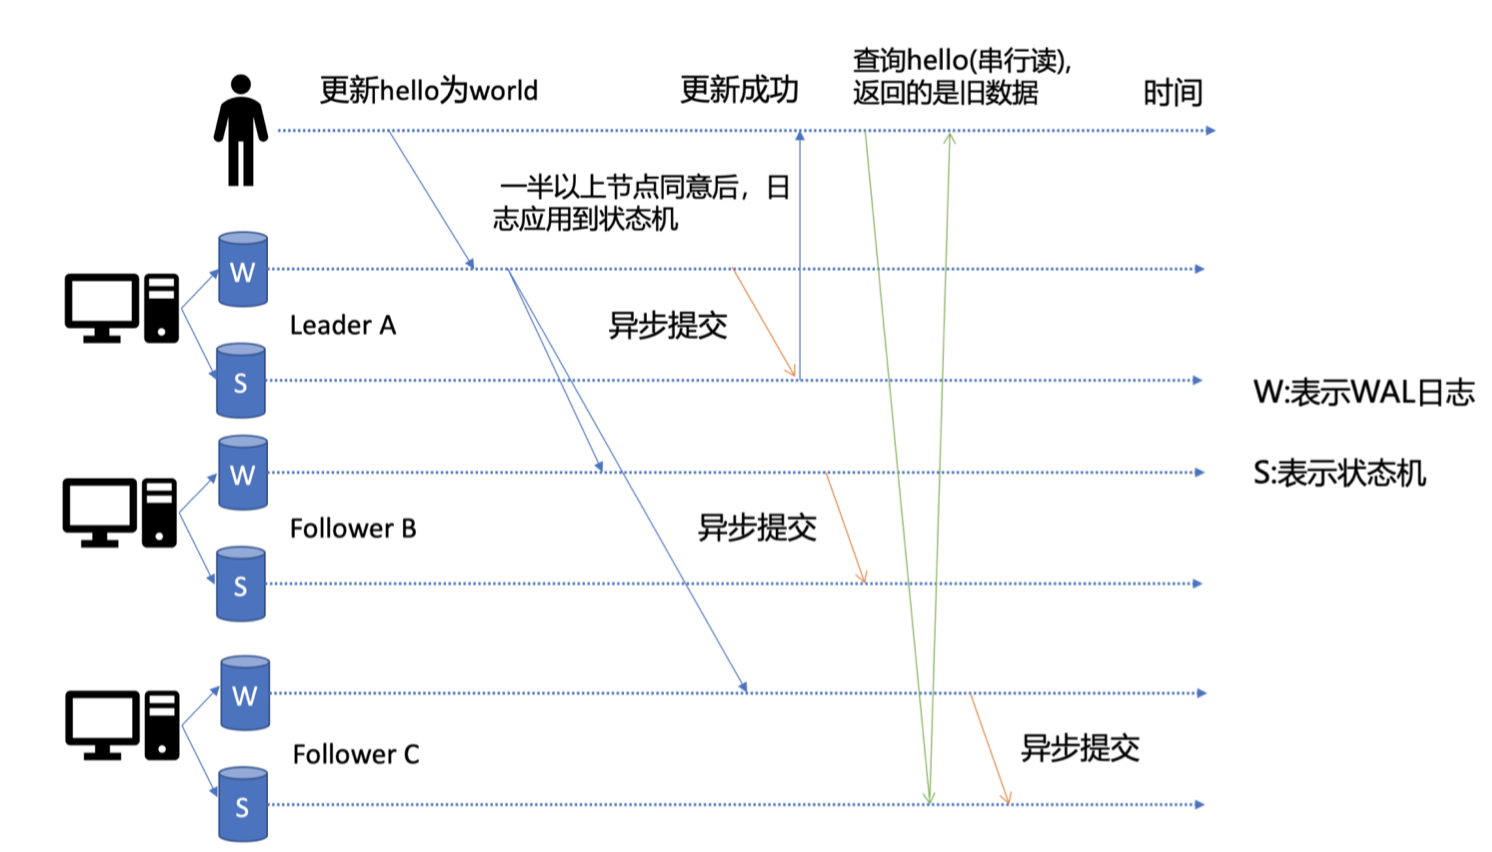 更新hello为world
更新成功
查询hello(串行读),
返回的是旧数据
时间
一半以上节点同意后，日
志应用到状态机
W
Leader A
异步提交
S
W:表示WAL日志
W
S:表示状态机
Follower B
异步提交
S
W
Follower C
异步提交
S